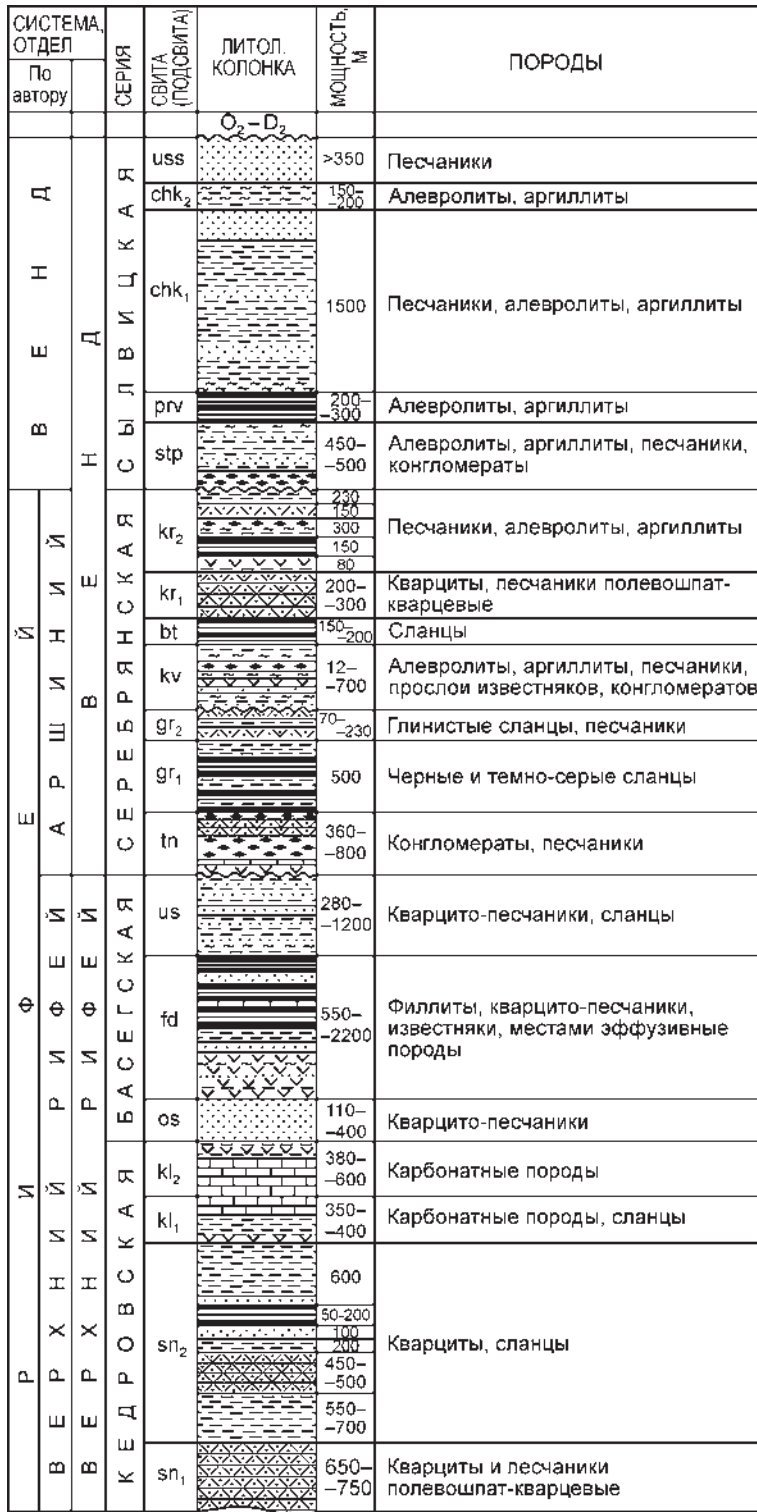 СИСТЕМА,
ОТДЕЛ
По
автору
СЕРИЯ
СВИТА
(ПОДСВИТА)
ЛИТОЛ.
КОЛОНКА
МОЩНОСТЬ,
М
ПОРОДЫ
O₂–D₂
ВЕНД
РИФЕЙ
АРШИНИЙ
ВЕРХНИЙ РИФЕЙ
ВЕНД
ВЕРХНИЙ РИФЕЙ
СЫЛВИЦКАЯ
uss
>350
Песчаники
chk₂
150–
–200
Алевролиты, аргиллиты
chk₁
1500
Песчаники, алевролиты, аргиллиты
prv
200–
–300
Алевролиты, аргиллиты
stp
450–
–500
Алевролиты, аргиллиты, песчаники,
конгломераты
СЕРЕБРЯНСКАЯ
kr₂
230
150
300
150
80
Песчаники, алевролиты, аргиллиты
kr₁
200–
–300
Кварциты, песчаники полевошпат-
кварцевые
bt
150–
–200
Сланцы
kv
12–
–700
Алевролиты, аргиллиты, песчаники,
прослои известняков, конгломератов
gr₂
70–
–230
Глинистые сланцы, песчаники
gr₁
500
Черные и темно-серые сланцы
tn
360–
–800
Конгломераты, песчаники
БАСЕГСКАЯ
us
280–
–1200
Кварцито-песчаники, сланцы
fd
550–
–2200
Филлиты, кварцито-песчаники,
известняки, местами эффузивные
породы
os
110–
–400
Кварцито-песчаники
КЕДРОВСКАЯ
kl₂
380–
–600
Карбонатные породы
kl₁
350–
–400
Карбонатные породы, сланцы
sn₂
600
50-200
100
200
450–
–500
550–
–700
Кварциты, сланцы
sn₁
650–
–750
Кварциты и лесчаники
полевошпат-кварцевые